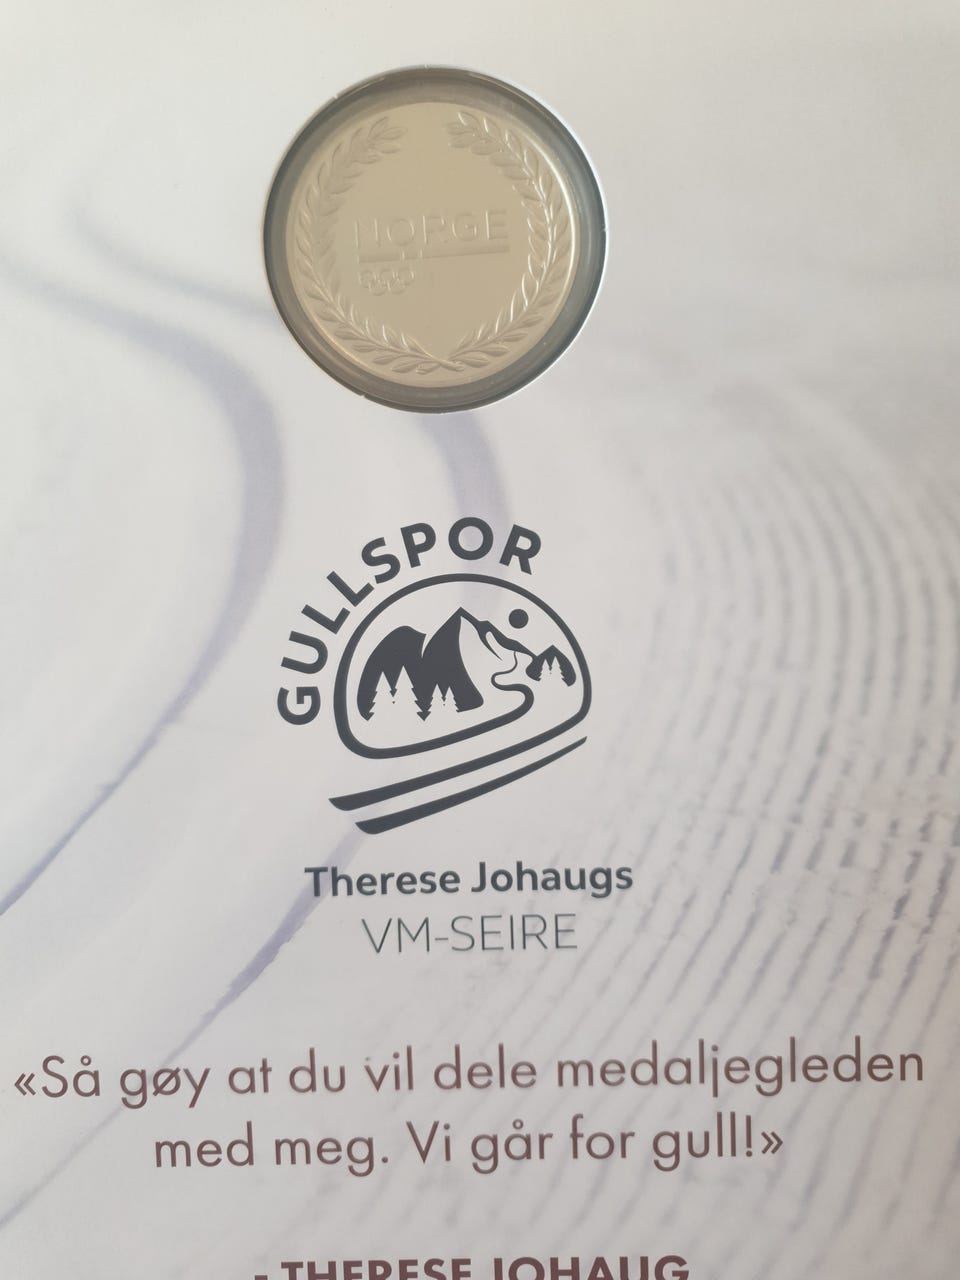 NORGE
GULLSPOR
Therese Johaugs
VM-SEIRE
«Så gøy at du vil dele medaljegleden
med meg. Vi går for gull!»
- THERESE JOHAUG